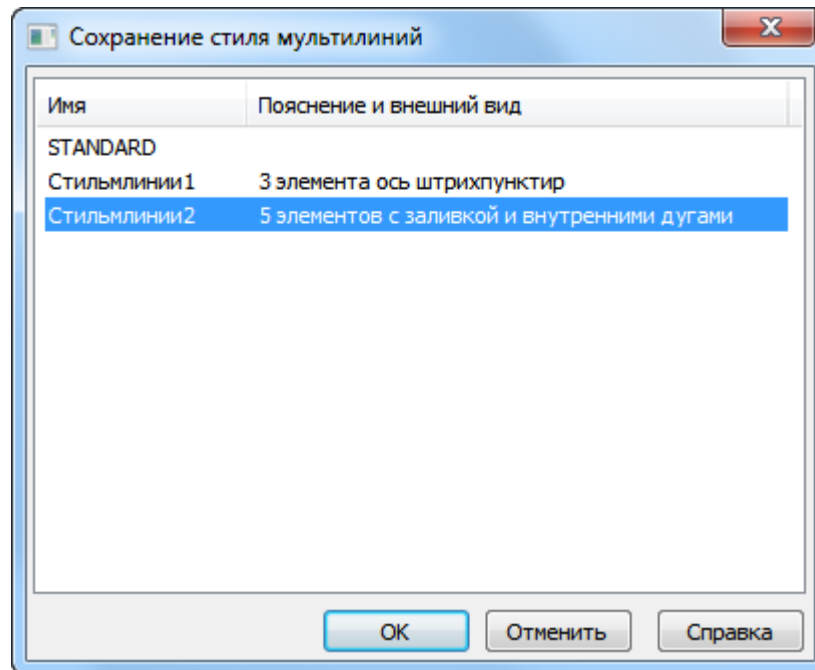 Сохранение стиля мультилиний
Имя Пояснение и внешний вид
STANDARD
Стильмлинии1 3 элемента ось штрихпунктир
Стильмлинии2 5 элементов с заливкой и внутренними дугами
OK Отменить Справка